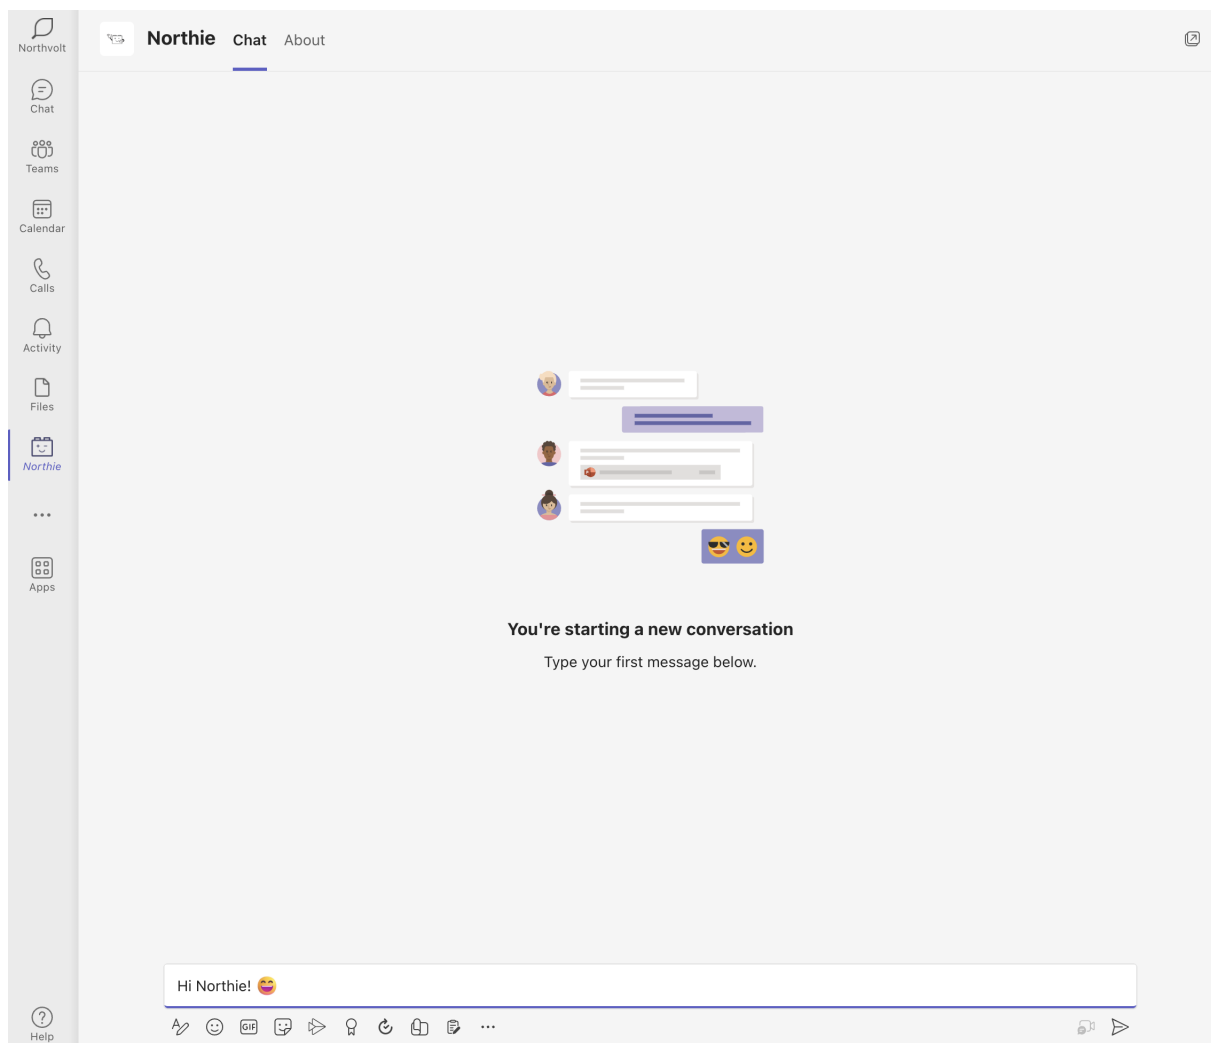 Northvolt
Chat
Teams
Calendar
Calls
Activity
Files
Northie
Apps
Help
Northie Chat About
You're starting a new conversation
Type your first message below.
Hi Northie! 😄
GIF